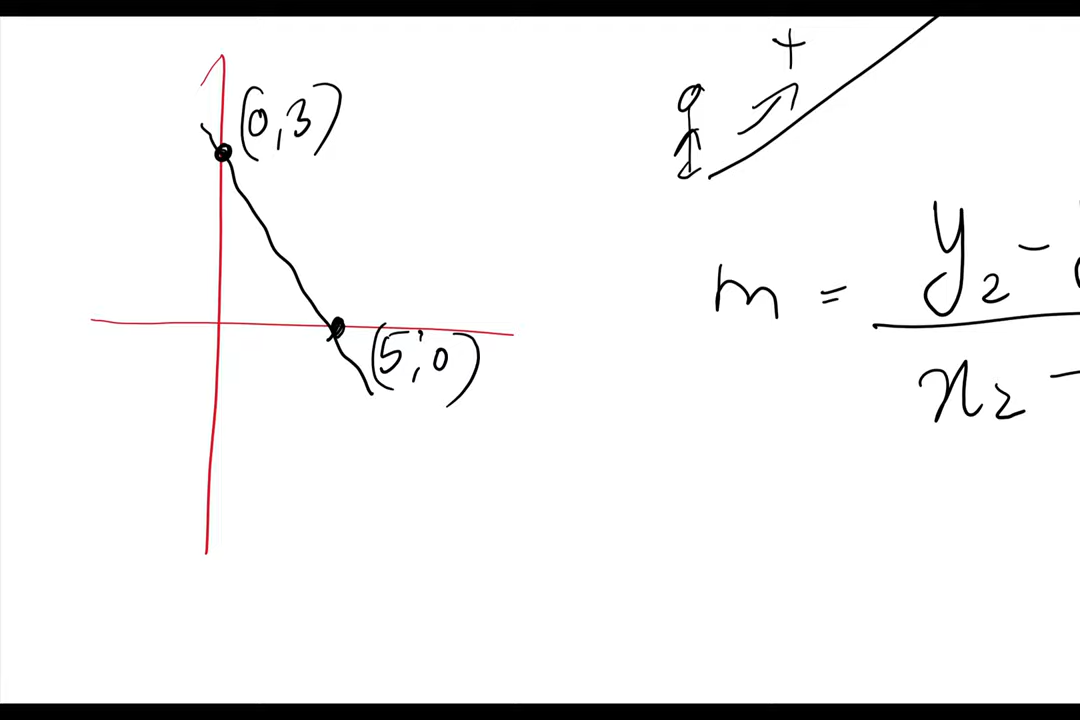 (0,3)
(5,0)
+
m = y₂ -
x₂ -